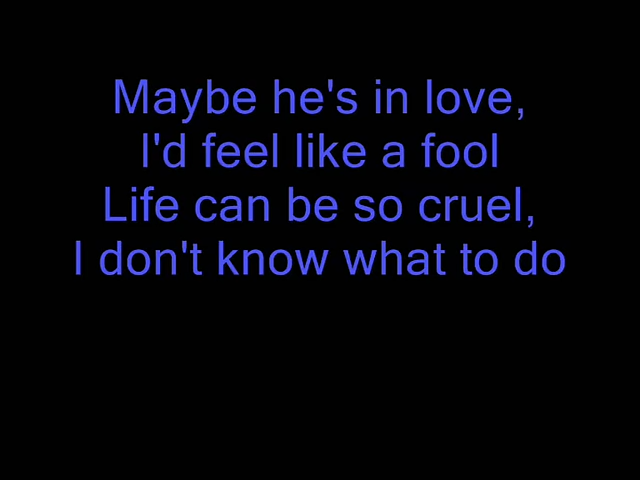 Maybe he's in love,
I'd feel like a fool
Life can be so cruel,
I don't know what to do